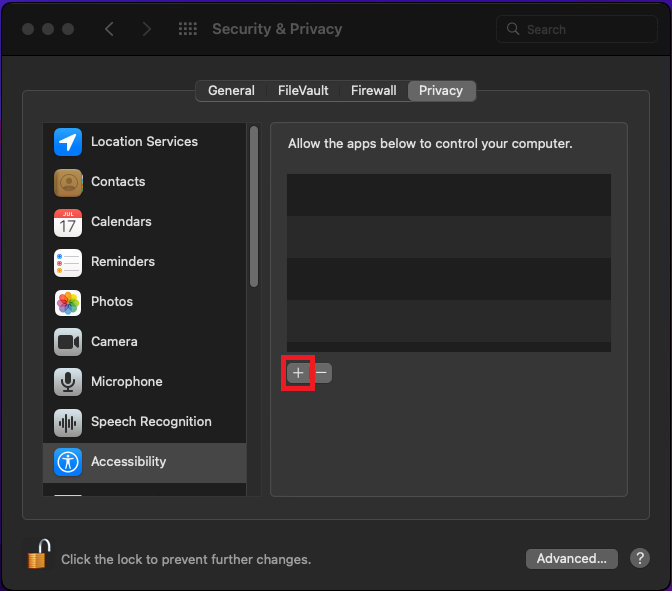 Security & Privacy
Search
General
FileVault
Firewall
Privacy
Location Services
Contacts
JUL
17
Calendars
Reminders
Photos
Camera
Microphone
Speech Recognition
Accessibility
Allow the apps below to control your computer.
+
−
Click the lock to prevent further changes.
Advanced...
?